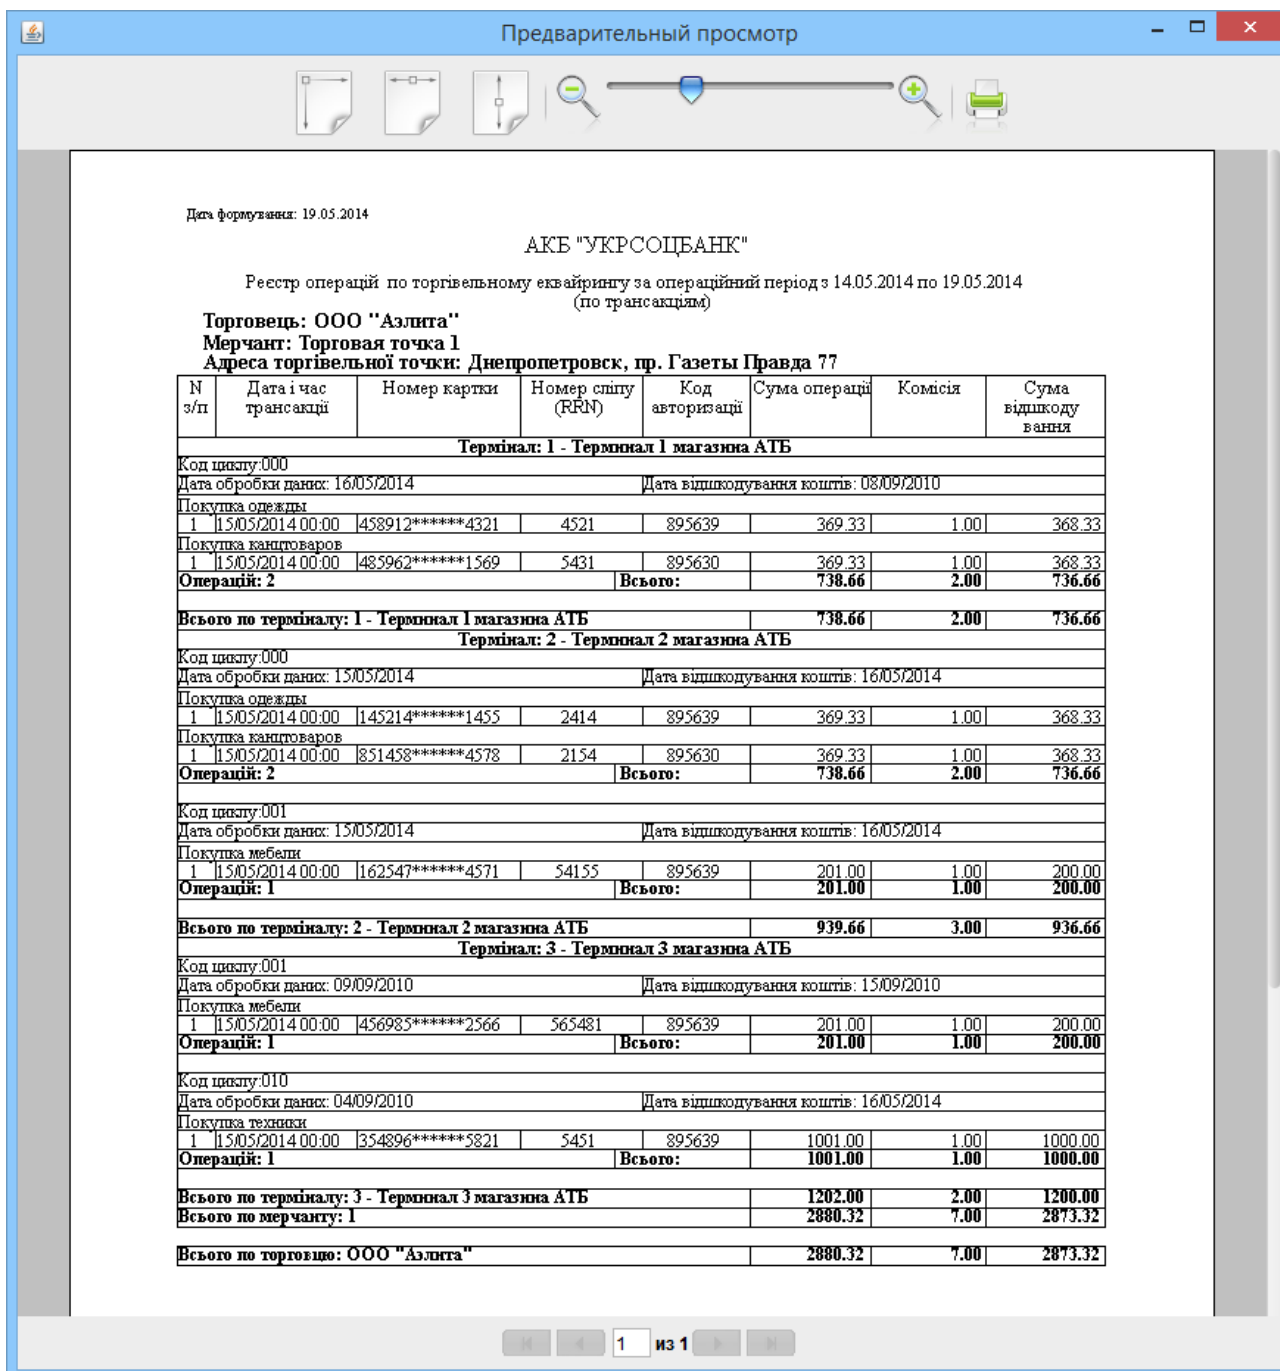 Предварительный просмотр
Дата формування: 19.05.2014
АКБ "УКРСОЦБАНК"
Реєстр операцій по торгівельному еквайрингу за операційний період з 14.05.2014 по 19.05.2014
(по трансакціям)
Торговець: ООО "Аэлита"
Мерчант: Торговая точка 1
Адреса торгівельної точки: Днепропетровск, пр. Газеты Правда 77
N з/п Дата і час трансакції Номер картки Номер сліпу (RRN) Код авторизації Сума операції Комісія Сума відшкоду вання
Термінал: 1 - Терминал 1 магазина АТБ
Код циклу:000
Дата обробки даних: 16/05/2014 Дата відшкодування коштів: 08/09/2010
Покупка одежды
1 15/05/2014 00:00 458912******4321 4521 895639 369.33 1.00 368.33
Покупка канцтоваров
1 15/05/2014 00:00 485962******1569 5431 895630 369.33 1.00 368.33
Операцій: 2 Всього: 738.66 2.00 736.66
Всього по терміналу: 1 - Терминал 1 магазина АТБ 738.66 2.00 736.66
Термінал: 2 - Терминал 2 магазина АТБ
Код циклу:000
Дата обробки даних: 15/05/2014 Дата відшкодування коштів: 16/05/2014
Покупка одежды
1 15/05/2014 00:00 145214******1455 2414 895639 369.33 1.00 368.33
Покупка канцтоваров
1 15/05/2014 00:00 851458******4578 2154 895630 369.33 1.00 368.33
Операцій: 2 Всього: 738.66 2.00 736.66
Код циклу:001
Дата обробки даних: 15/05/2014 Дата відшкодування коштів: 16/05/2014
Покупка мебели
1 15/05/2014 00:00 162547******4571 54155 895639 201.00 1.00 200.00
Операцій: 1 Всього: 201.00 1.00 200.00
Всього по терміналу: 2 - Терминал 2 магазина АТБ 939.66 3.00 936.66
Термінал: 3 - Терминал 3 магазина АТБ
Код циклу:001
Дата обробки даних: 09/09/2010 Дата відшкодування коштів: 15/09/2010
Покупка мебели
1 15/05/2014 00:00 456985******2566 565481 895639 201.00 1.00 200.00
Операцій: 1 Всього: 201.00 1.00 200.00
Код циклу:010
Дата обробки даних: 04/09/2010 Дата відшкодування коштів: 16/05/2014
Покупка техники
1 15/05/2014 00:00 354896******5821 5451 895639 1001.00 1.00 1000.00
Операцій: 1 Всього: 1001.00 1.00 1000.00
Всього по терміналу: 3 - Терминал 3 магазина АТБ 1202.00 2.00 1200.00
Всього по мерчанту: 1 2880.32 7.00 2873.32
Всього по торговцю: ООО "Аэлита" 2880.32 7.00 2873.32
1 из 1